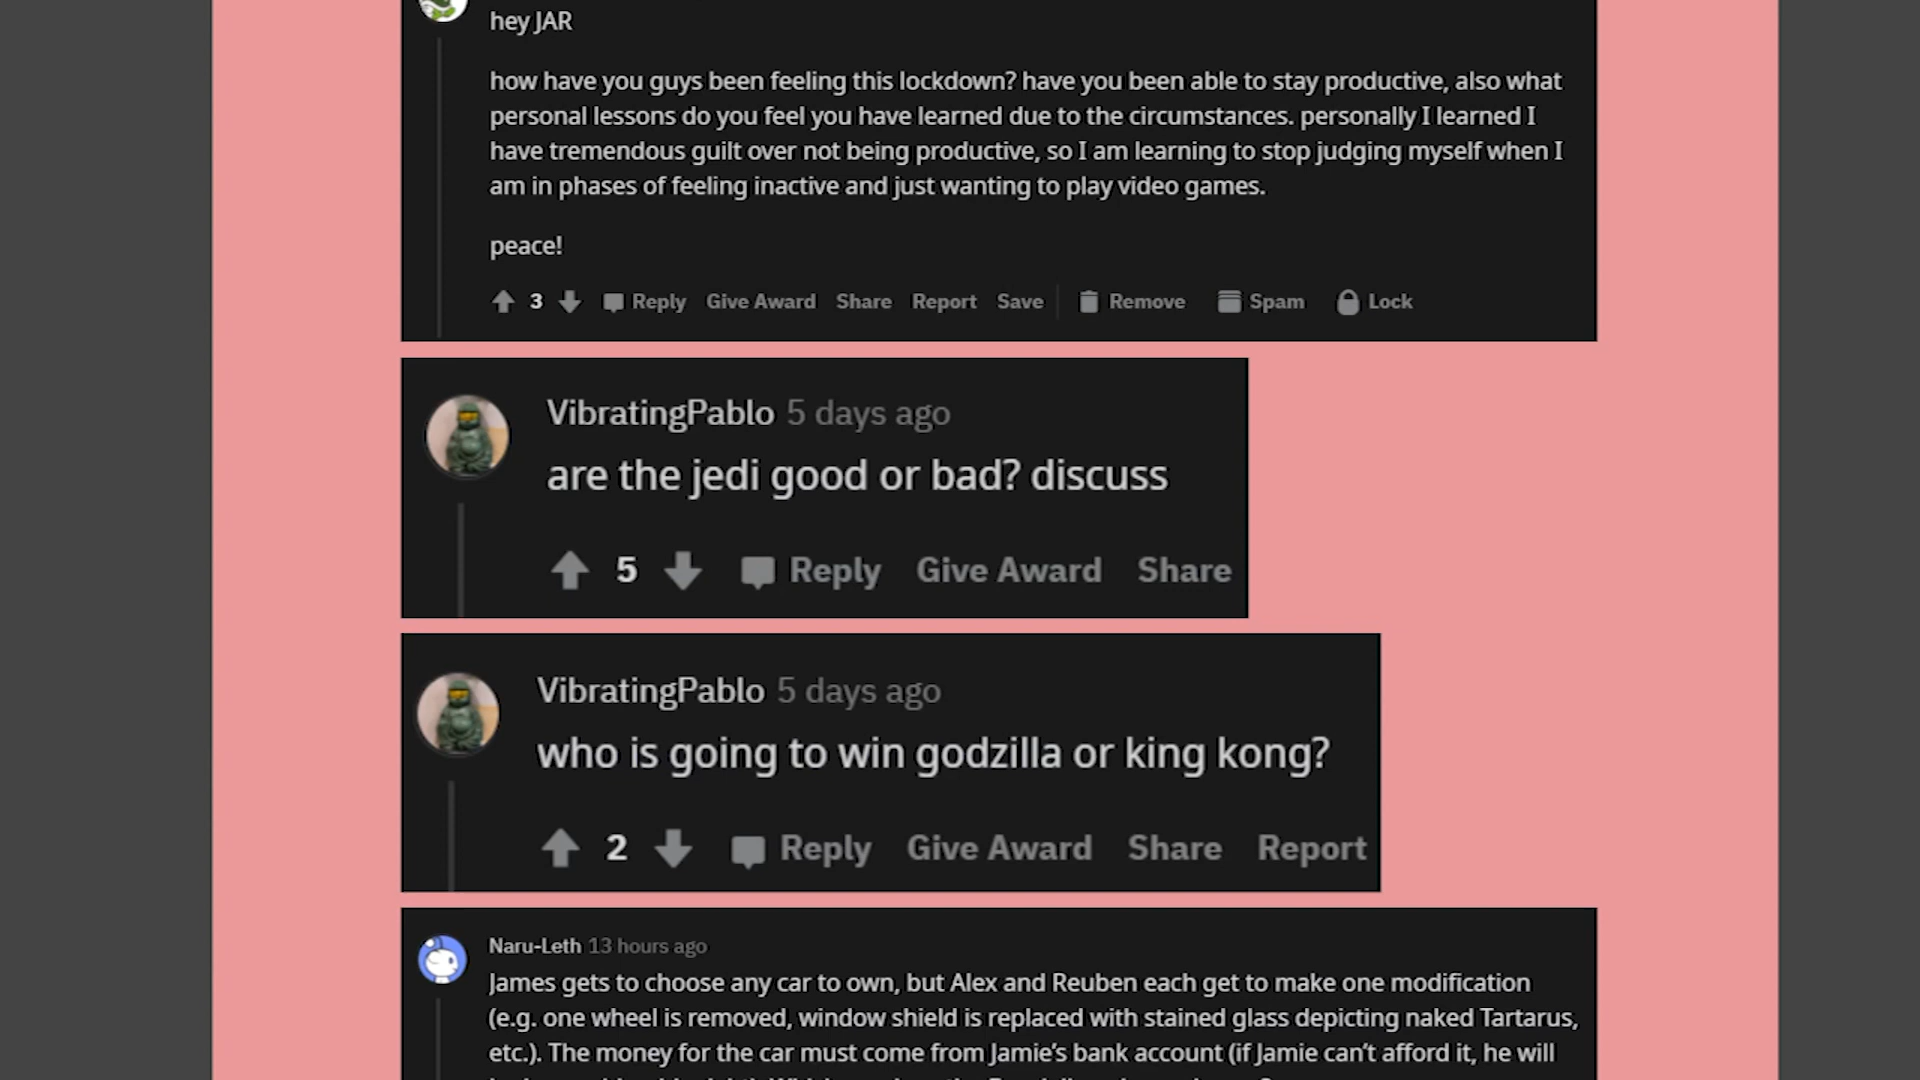 hey JAR
how have you guys been feeling this lockdown? have you been able to stay productive, also what
personal lessons do you feel you have learned due to the circumstances. personally I learned I
have tremendous guilt over not being productive, so I am learning to stop judging myself when I
am in phases of feeling inactive and just wanting to play video games.
peace!
3 Reply Give Award Share Report Save Remove Spam Lock
VibratingPablo 5 days ago
are the jedi good or bad? discuss
5 Reply Give Award Share
VibratingPablo 5 days ago
who is going to win godzilla or king kong?
2 Reply Give Award Share Report
Naru-Leth 13 hours ago
James gets to choose any car to own, but Alex and Reuben each get to make one modification
(e.g. one wheel is removed, window shield is replaced with stained glass depicting naked Tartarus,
etc.). The money for the car must come from Jamie’s bank account (if Jamie can’t afford it, he will